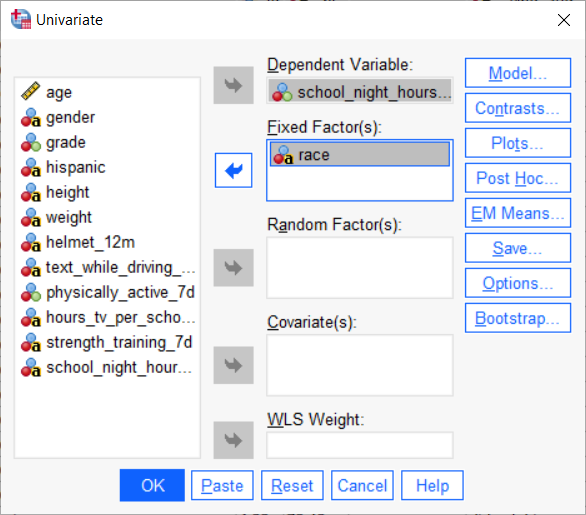 Univariate
age
gender
grade
hispanic
height
weight
helmet_12m
text_while_driving_...
physically_active_7d
hours_tv_per_scho...
strength_training_7d
school_night_hour...
Dependent Variable:
school_night_hours...
Fixed Factor(s):
race
Random Factor(s):
Covariate(s):
WLS Weight:
Model...
Contrasts...
Plots...
Post Hoc...
EM Means...
Save...
Options...
Bootstrap...
OK Paste Reset Cancel Help